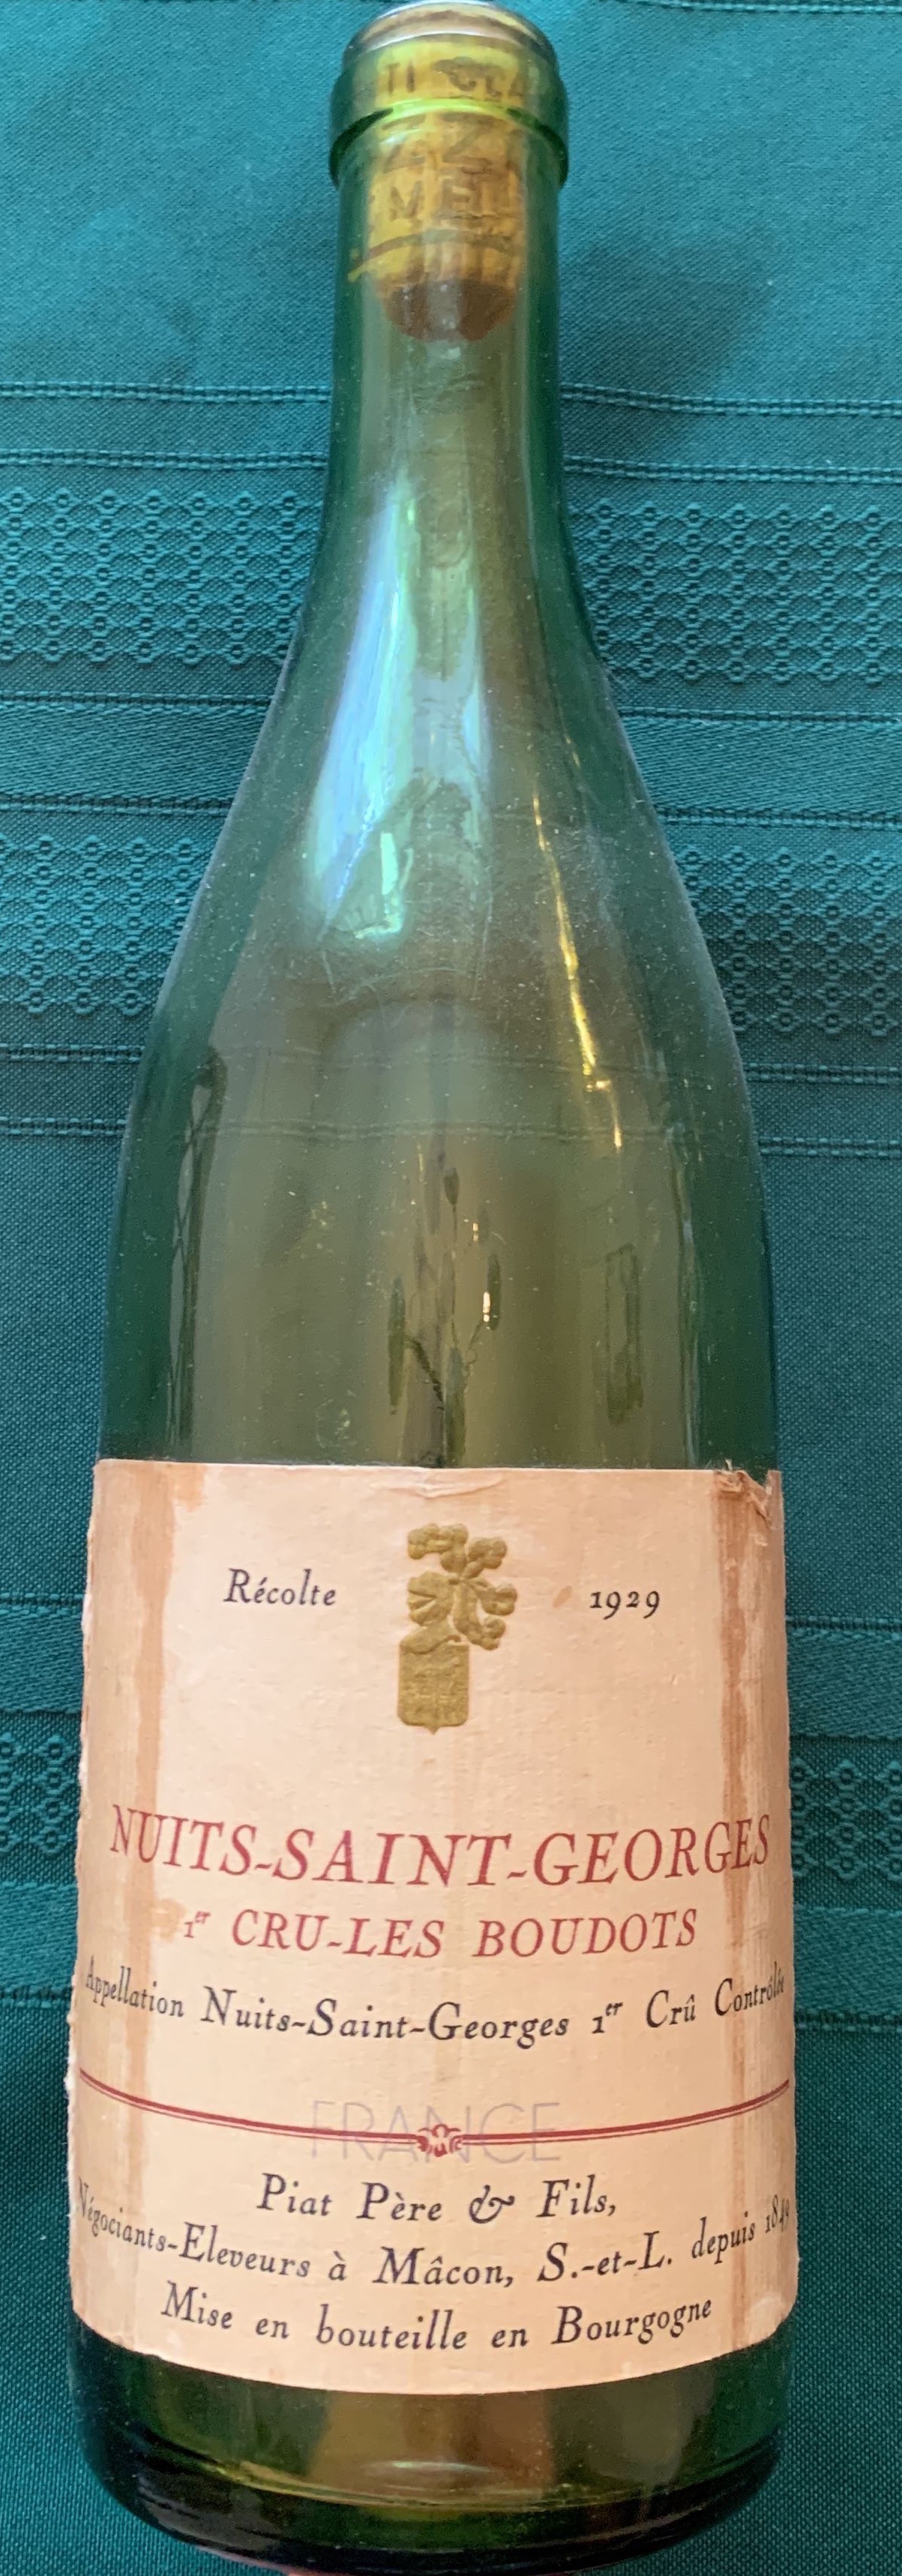 Récolte 1929
NUITS-SAINT-GEORGES
1er CRU-LES BOUDOTS
Appellation Nuits-Saint-Georges 1er Crû Contrôlée
FRANCE
Piat Père & Fils,
Négociants-Eleveurs à Mâcon, S.-et-L. depuis 1849
Mise en bouteille en Bourgogne